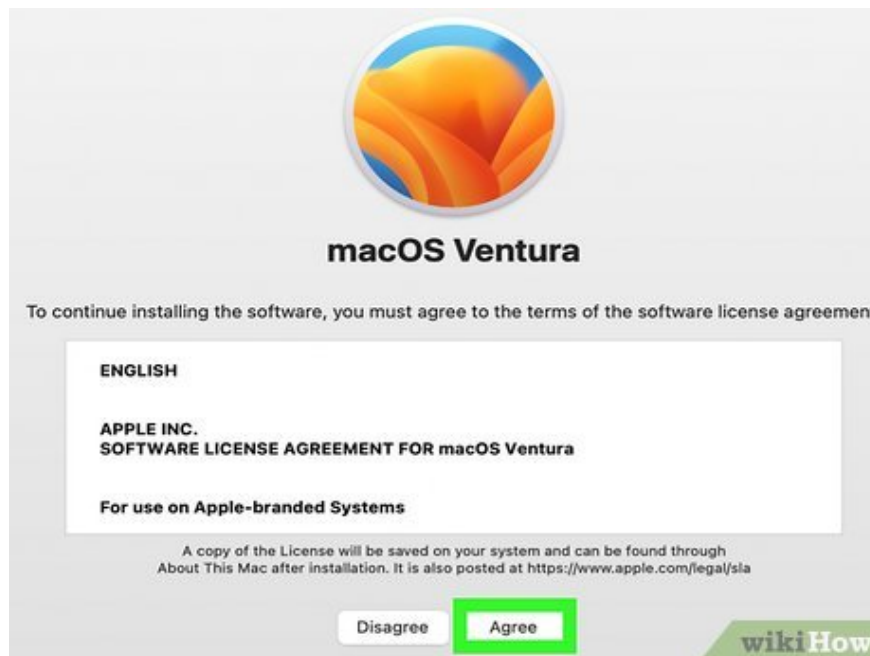 macOS Ventura
To continue installing the software, you must agree to the terms of the software license agreemen
ENGLISH
APPLE INC.
SOFTWARE LICENSE AGREEMENT FOR macOS Ventura
For use on Apple-branded Systems
A copy of the License will be saved on your system and can be found through
About This Mac after installation. It is also posted at https://www.apple.com/legal/sla
Disagree Agree
wikiHow